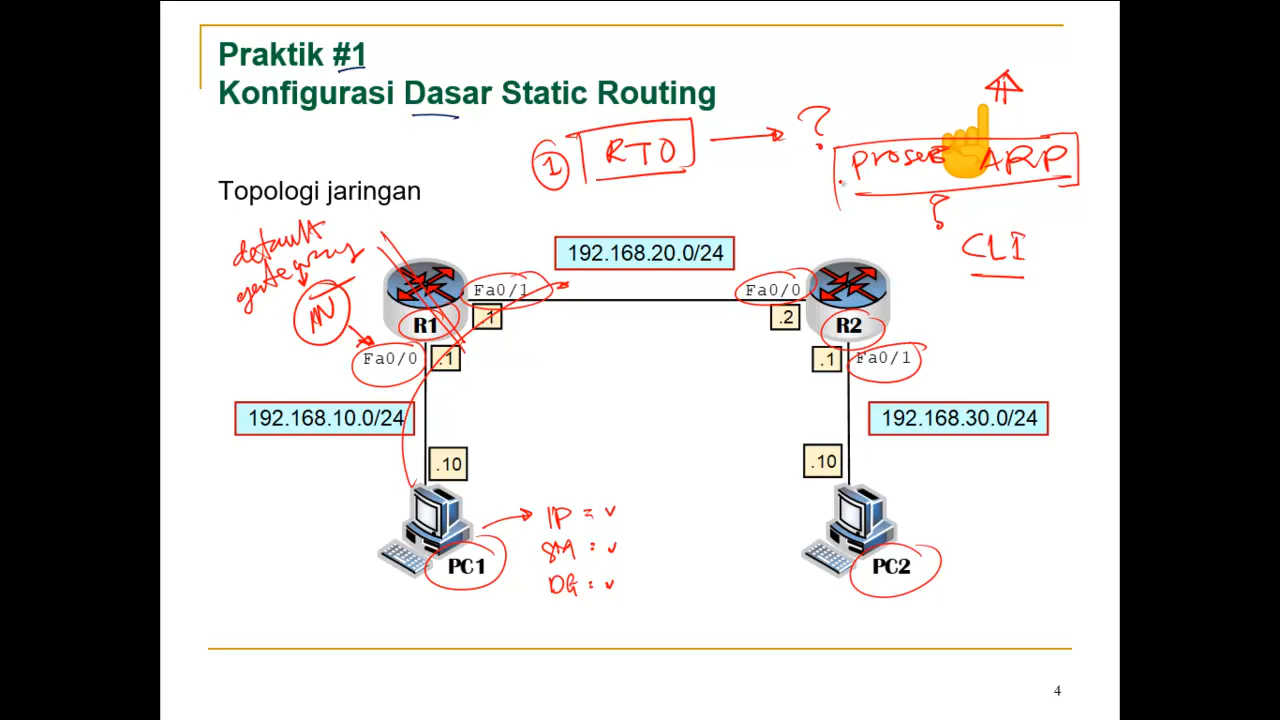 Praktik #1
Konfigurasi Dasar Static Routing
1 RTO ?
proses ARP
?
CLI
Topologi jaringan
default
gateway
IN
192.168.20.0/24
Fa0/1
Fa0/0
.1
.2
R1
R2
Fa0/0
.1
.1
Fa0/1
192.168.10.0/24
192.168.30.0/24
.10
.10
IP = v
SM : v
DG : v
PC1
PC2
4